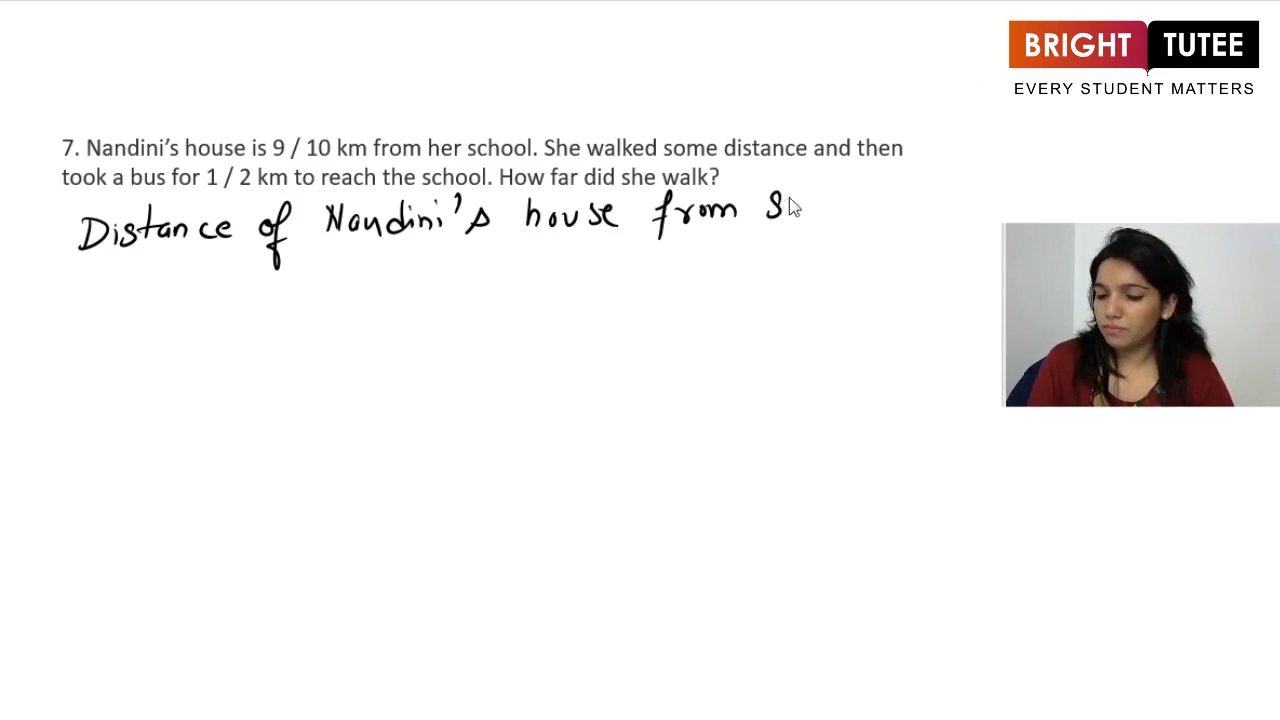 BRIGHT TUTEE
EVERY STUDENT MATTERS
7. Nandini’s house is 9 / 10 km from her school. She walked some distance and then
took a bus for 1 / 2 km to reach the school. How far did she walk?
Distance of Nandini's house from S